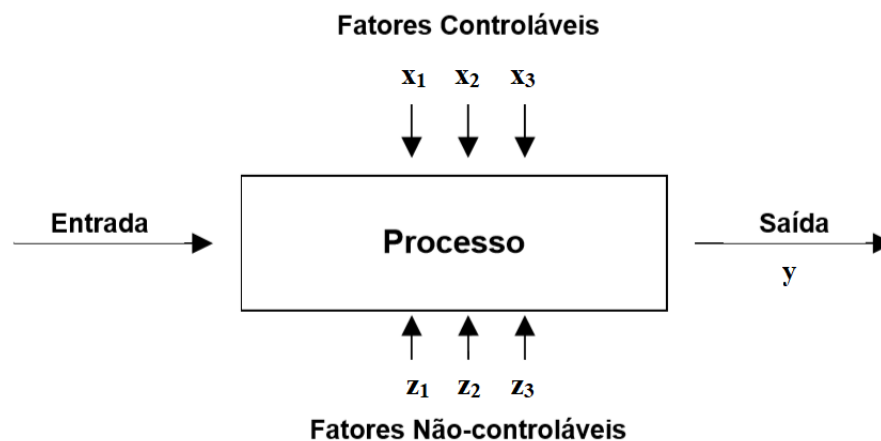 Fatores Controláveis
x₁ x₂ x₃
Entrada
Processo
Saída
y
z₁ z₂ z₃
Fatores Não-controláveis